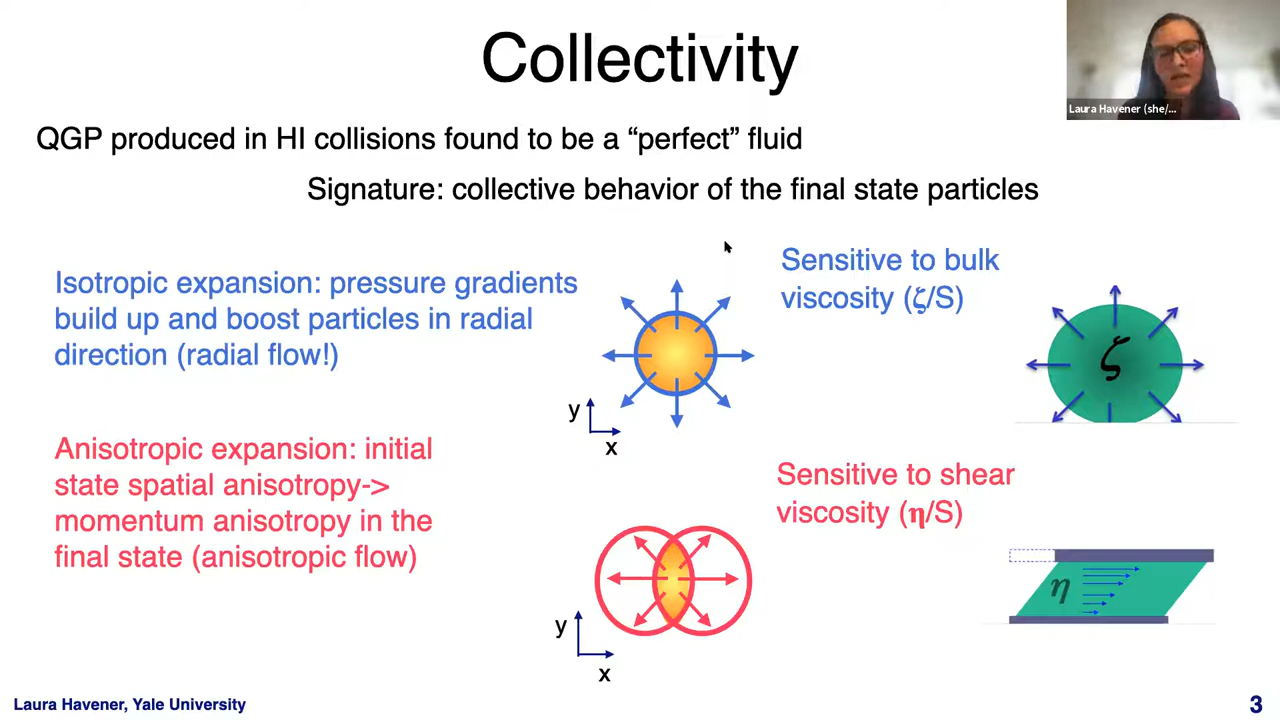 Collectivity
Laura Havener (she/...
QGP produced in HI collisions found to be a “perfect” fluid
Signature: collective behavior of the final state particles
Isotropic expansion: pressure gradients
build up and boost particles in radial
direction (radial flow!)
Sensitive to bulk
viscosity (ζ/S)
ζ
y
x
Anisotropic expansion: initial
state spatial anisotropy->
momentum anisotropy in the
final state (anisotropic flow)
Sensitive to shear
viscosity (η/S)
η
y
x
Laura Havener, Yale University
3